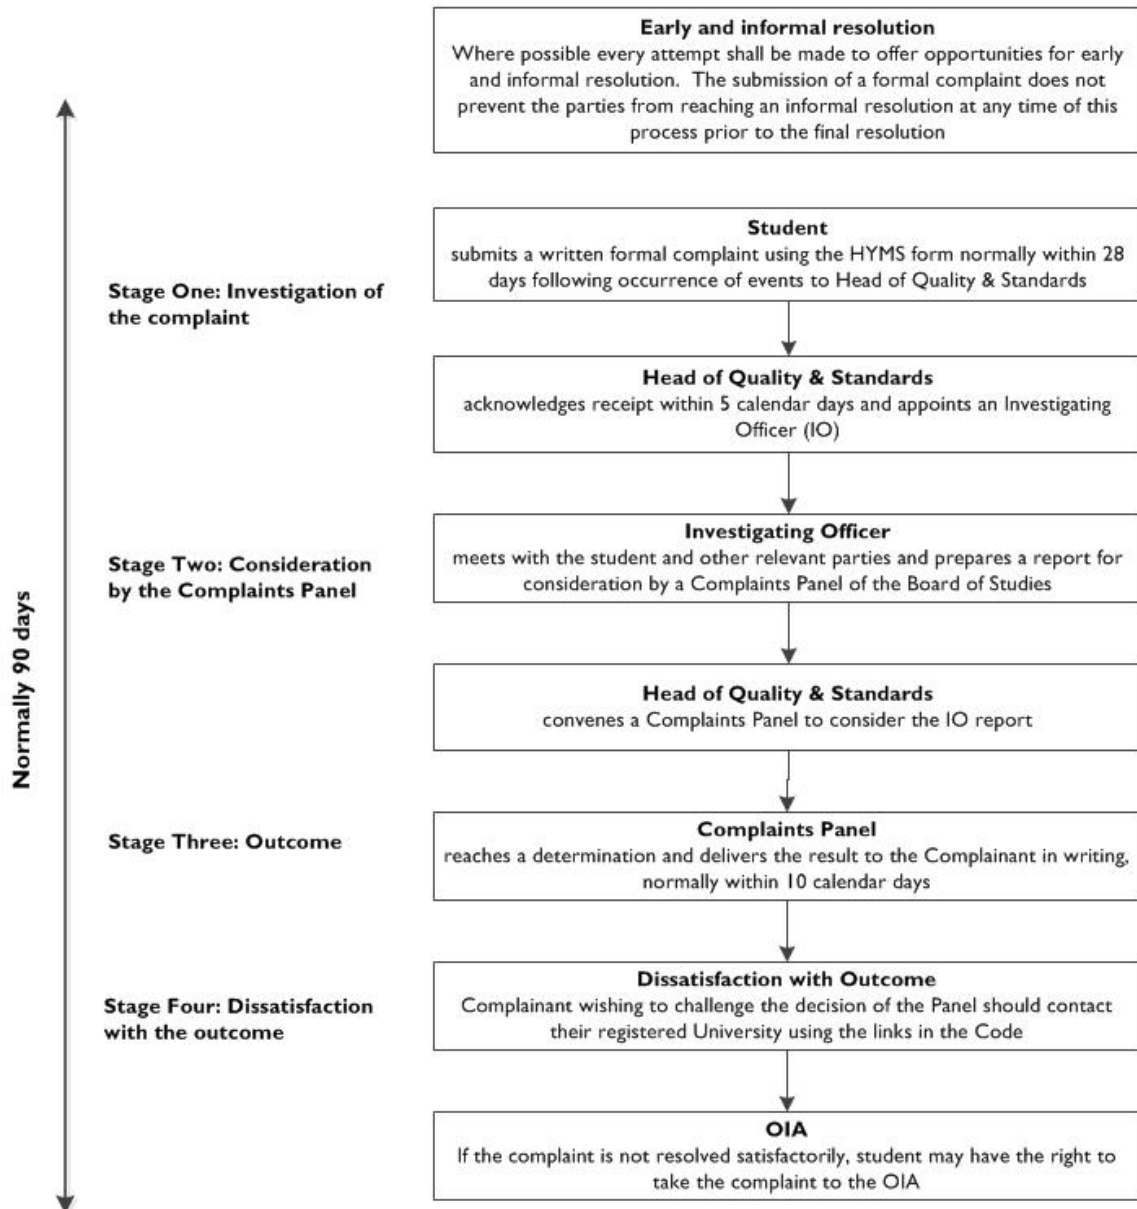 Early and informal resolution
Where possible every attempt shall be made to offer opportunities for early
and informal resolution.  The submission of a formal complaint does not
prevent the parties from reaching an informal resolution at any time of this
process prior to the final resolution
Normally 90 days
Stage One: Investigation of
the complaint
Student
submits a written formal complaint using the HYMS form normally within 28
days following occurrence of events to Head of Quality & Standards
Head of Quality & Standards
acknowledges receipt within 5 calendar days and appoints an Investigating
Officer (IO)
Stage Two: Consideration
by the Complaints Panel
Investigating Officer
meets with the student and other relevant parties and prepares a report for
consideration by a Complaints Panel of the Board of Studies
Head of Quality & Standards
convenes a Complaints Panel to consider the IO report
Stage Three: Outcome
Complaints Panel
reaches a determination and delivers the result to the Complainant in writing,
normally within 10 calendar days
Stage Four: Dissatisfaction
with the outcome
Dissatisfaction with Outcome
Complainant wishing to challenge the decision of the Panel should contact
their registered University using the links in the Code
OIA
If the complaint is not resolved satisfactorily, student may have the right to
take the complaint to the OIA